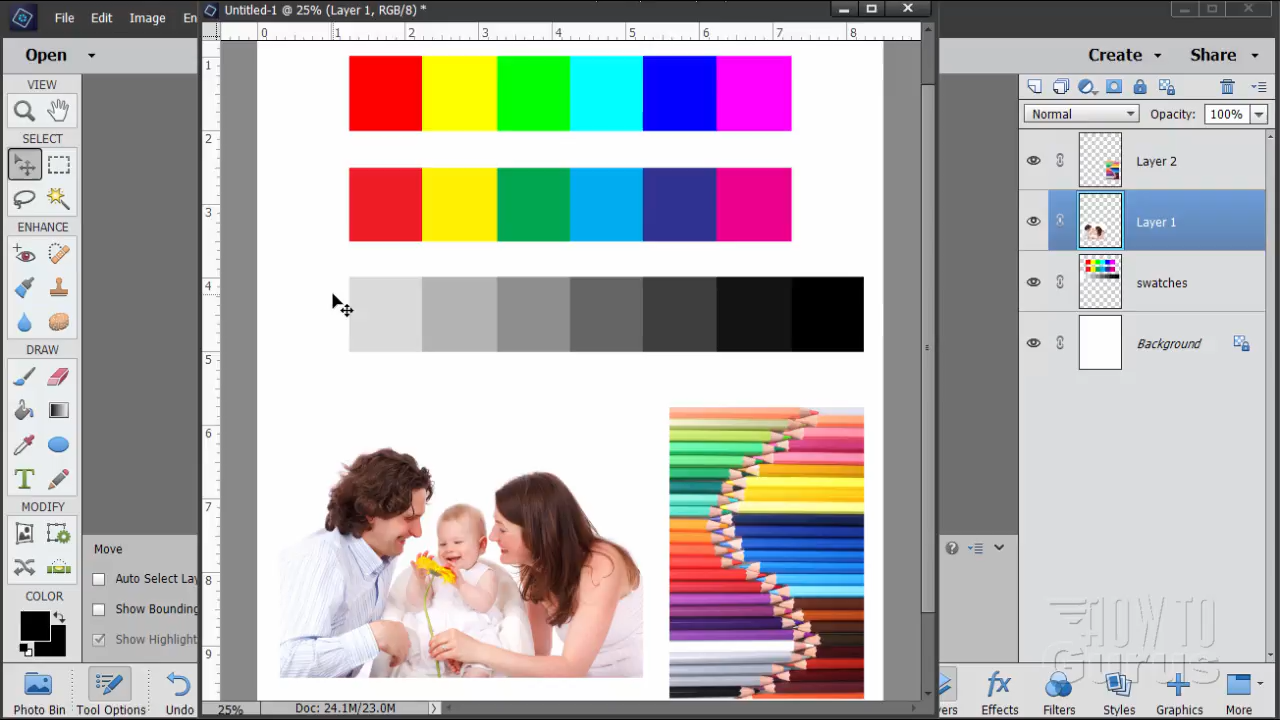 Untitled-1 @ 25% (Layer 1, RGB/8) *
File Edit Image En
Open
Create Share
0 1 2 3 4 5 6 7 8
1
2
3
4
5
6
7
8
9
VIEW
SELECT
ENHANCE
DRAW
MODIFY
COLOR
Normal Opacity: 100%
Layer 2
Layer 1
swatches
Background
Move
Auto Select Lay
Show Bounding
Show Highlight
25% Doc: 24.1M/23.0M
Photo Bin Tool Options Undo
yers Effects Filters Styles Graphics More